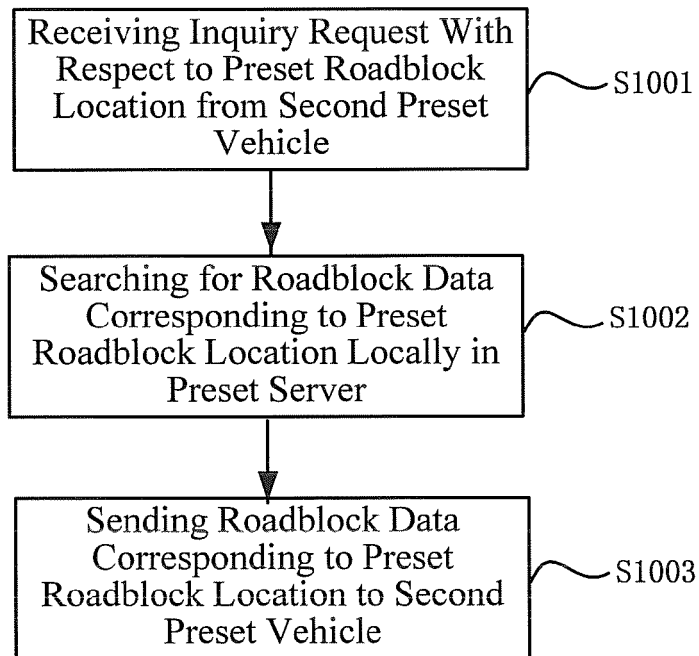 Receiving Inquiry Request With
Respect to Preset Roadblock
Location from Second Preset
Vehicle
S1001
Searching for Roadblock Data
Corresponding to Preset
Roadblock Location Locally in
Preset Server
S1002
Sending Roadblock Data
Corresponding to Preset
Roadblock Location to Second
Preset Vehicle
S1003